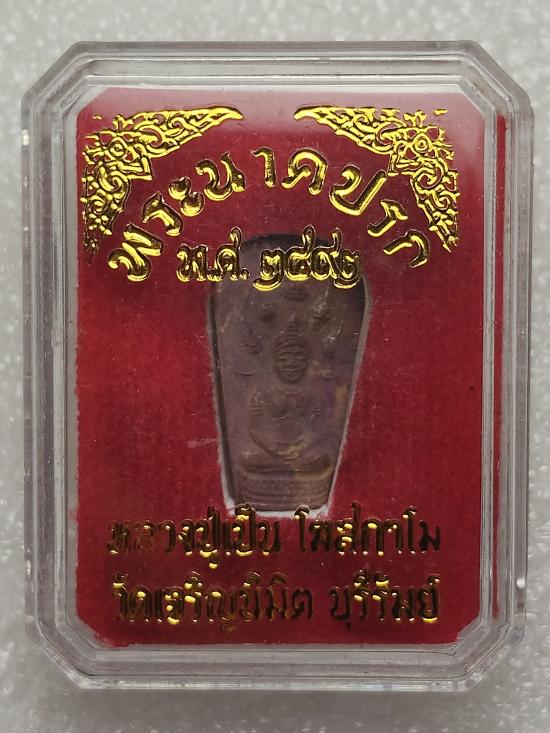 พระนาคปรก
พ.ศ. ๒๔๙๒
หลวงปู่เป็น โฆสกาโม
วัดเจริญนิมิต บุรีรัมย์